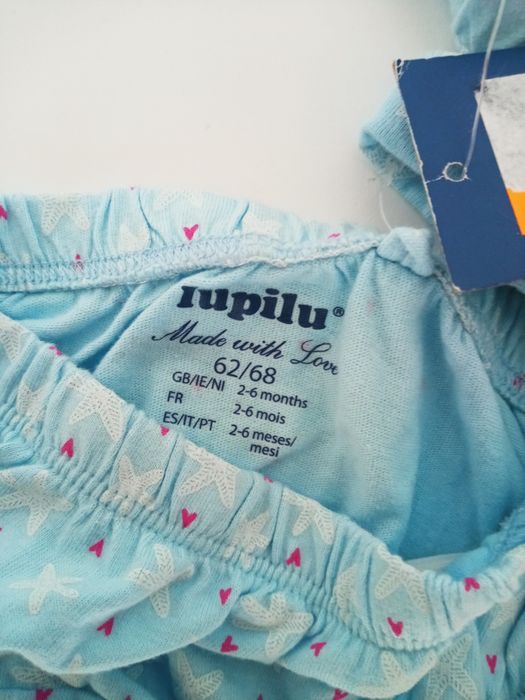 lupilu®
Made with Love
62/68
GB/IE/NI 2-6 months
FR 2-6 mois
ES/IT/PT 2-6 meses/
mesi